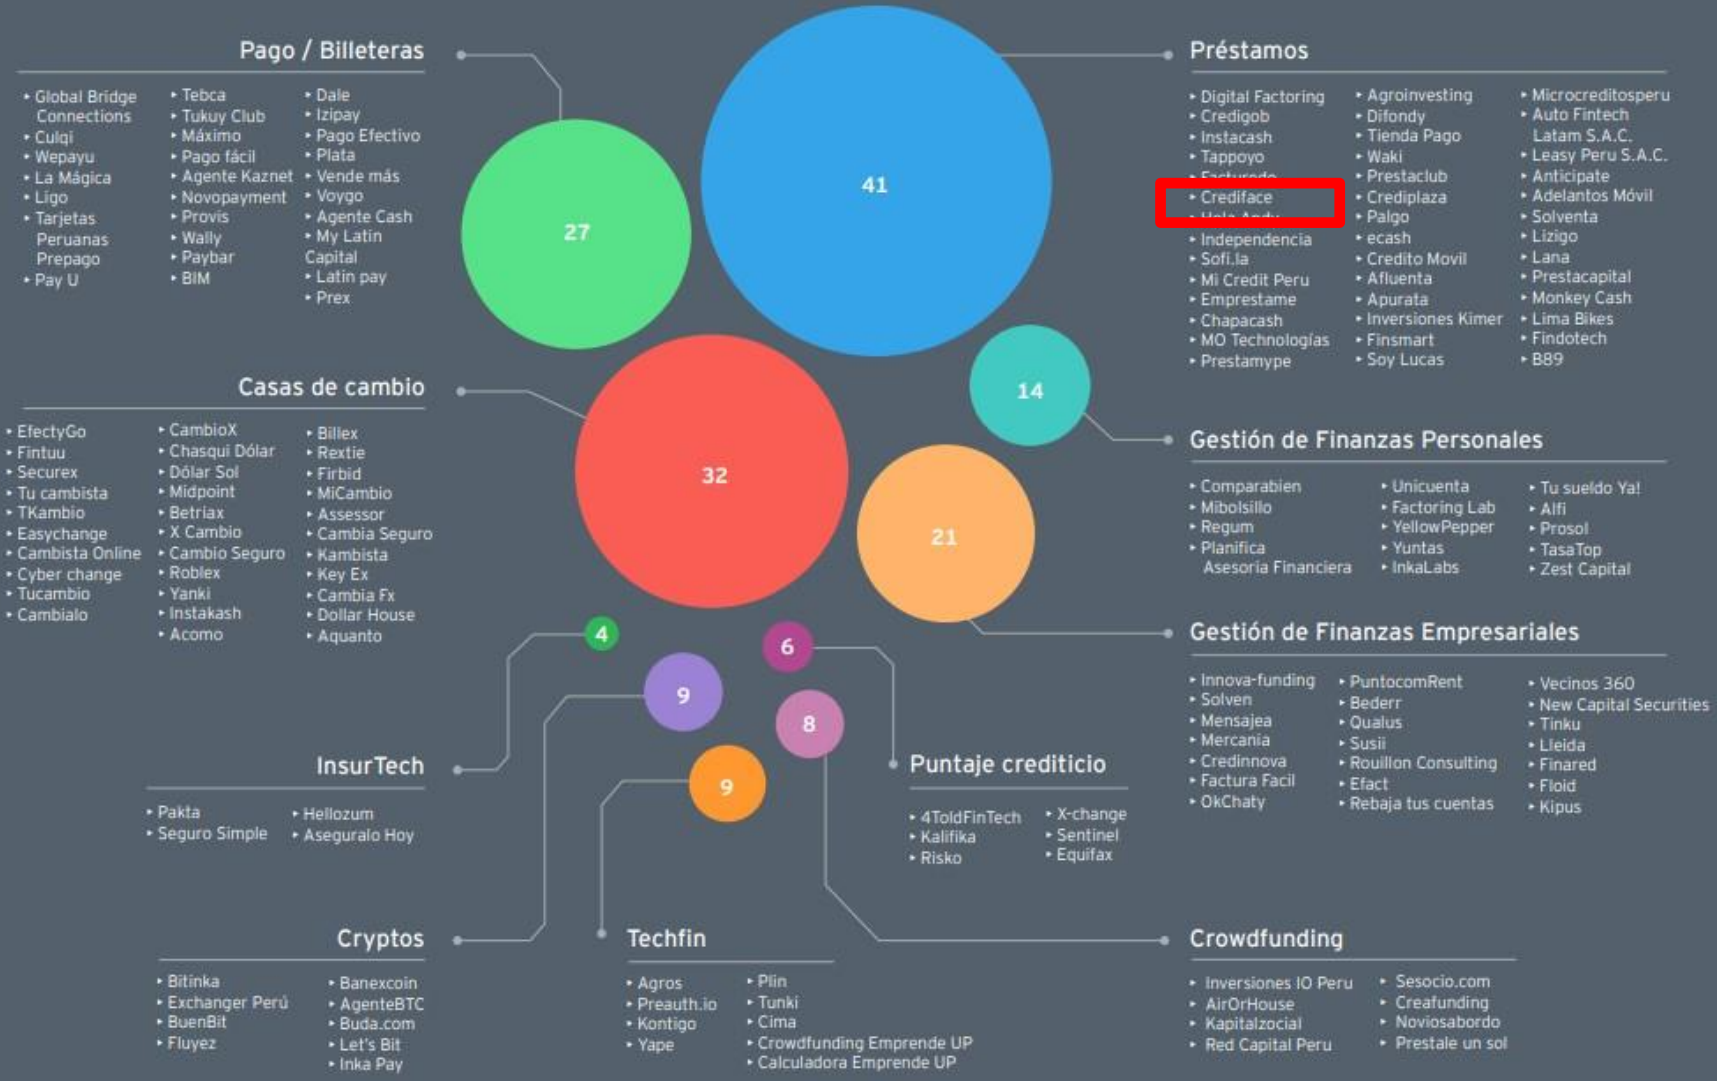 Pago / Billeteras
▸ Global Bridge
Connections
▸ Culqi
▸ Wepayu
▸ La Mágica
▸ Ligo
▸ Tarjetas
Peruanas
Prepago
▸ Pay U
▸ Tebca
▸ Tukuy Club
▸ Máximo
▸ Pago fácil
▸ Agente Kaznet
▸ Novopayment
▸ Provis
▸ Wally
▸ Paybar
▸ BIM
▸ Dale
▸ Izipay
▸ Pago Efectivo
▸ Plata
▸ Vende más
▸ Voygo
▸ Agente Cash
▸ My Latin
Capital
▸ Latin pay
▸ Prex
27
41
Préstamos
▸ Digital Factoring
▸ Credigob
▸ Instacash
▸ Tappoyo
▸ Facturedo
▸ Crediface
▸ Hola Andy
▸ Independencia
▸ Sofi.la
▸ Mi Credit Peru
▸ Emprestame
▸ Chapacash
▸ MO Technologías
▸ Prestamype
▸ Agroinvesting
▸ Difondy
▸ Tienda Pago
▸ Waki
▸ Prestaclub
▸ Crediplaza
▸ Palgo
▸ ecash
▸ Credito Movil
▸ Afluenta
▸ Apurata
▸ Inversiones Kimer
▸ Finsmart
▸ Soy Lucas
▸ Microcreditosperu
▸ Auto Fintech
Latam S.A.C.
▸ Leasy Peru S.A.C.
▸ Anticipate
▸ Adelantos Móvil
▸ Solventa
▸ Lizigo
▸ Lana
▸ Prestacapital
▸ Monkey Cash
▸ Lima Bikes
▸ Findotech
▸ B89
Casas de cambio
▸ EfectyGo
▸ Fintuu
▸ Securex
▸ Tu cambista
▸ TKambio
▸ Easychange
▸ Cambista Online
▸ Cyber change
▸ Tucambio
▸ Cambialo
▸ CambioX
▸ Chasqui Dólar
▸ Dólar Sol
▸ Midpoint
▸ Betriax
▸ X Cambio
▸ Cambio Seguro
▸ Roblex
▸ Yanki
▸ Instakash
▸ Acomo
▸ Billex
▸ Rextie
▸ Firbid
▸ MiCambio
▸ Assessor
▸ Cambia Seguro
▸ Kambista
▸ Key Ex
▸ Cambia Fx
▸ Dollar House
▸ Aquanto
32
14
Gestión de Finanzas Personales
▸ Comparabien
▸ Mibolsillo
▸ Regum
▸ Planifica
Asesoria Financiera
▸ Unicuenta
▸ Factoring Lab
▸ YellowPepper
▸ Yuntas
▸ InkaLabs
▸ Tu sueldo Ya!
▸ Alfi
▸ Prosol
▸ TasaTop
▸ Zest Capital
21
Gestión de Finanzas Empresariales
▸ Innova-funding
▸ Solven
▸ Mensajea
▸ Mercania
▸ Credinnova
▸ Factura Facil
▸ OkChaty
▸ PuntocomRent
▸ Bederr
▸ Qualus
▸ Susii
▸ Rouillon Consulting
▸ Efact
▸ Rebaja tus cuentas
▸ Vecinos 360
▸ New Capital Securities
▸ Tinku
▸ Lleida
▸ Finared
▸ Floid
▸ Kipus
4
6
9
8
9
InsurTech
▸ Pakta
▸ Seguro Simple
▸ Hellozum
▸ Aseguralo Hoy
Puntaje crediticio
▸ 4ToldFinTech
▸ Kalifika
▸ Risko
▸ X-change
▸ Sentinel
▸ Equifax
Cryptos
▸ Bitinka
▸ Exchanger Perú
▸ BuenBit
▸ Fluyez
▸ Banexcoin
▸ AgenteBTC
▸ Buda.com
▸ Let's Bit
▸ Inka Pay
Techfin
▸ Agros
▸ Preauth.io
▸ Kontigo
▸ Yape
▸ Plin
▸ Tunki
▸ Cima
▸ Crowdfunding Emprende UP
▸ Calculadora Emprende UP
Crowdfunding
▸ Inversiones IO Peru
▸ AirOrHouse
▸ Kapitalzocial
▸ Red Capital Peru
▸ Sesocio.com
▸ Creafunding
▸ Noviosabordo
▸ Prestale un sol